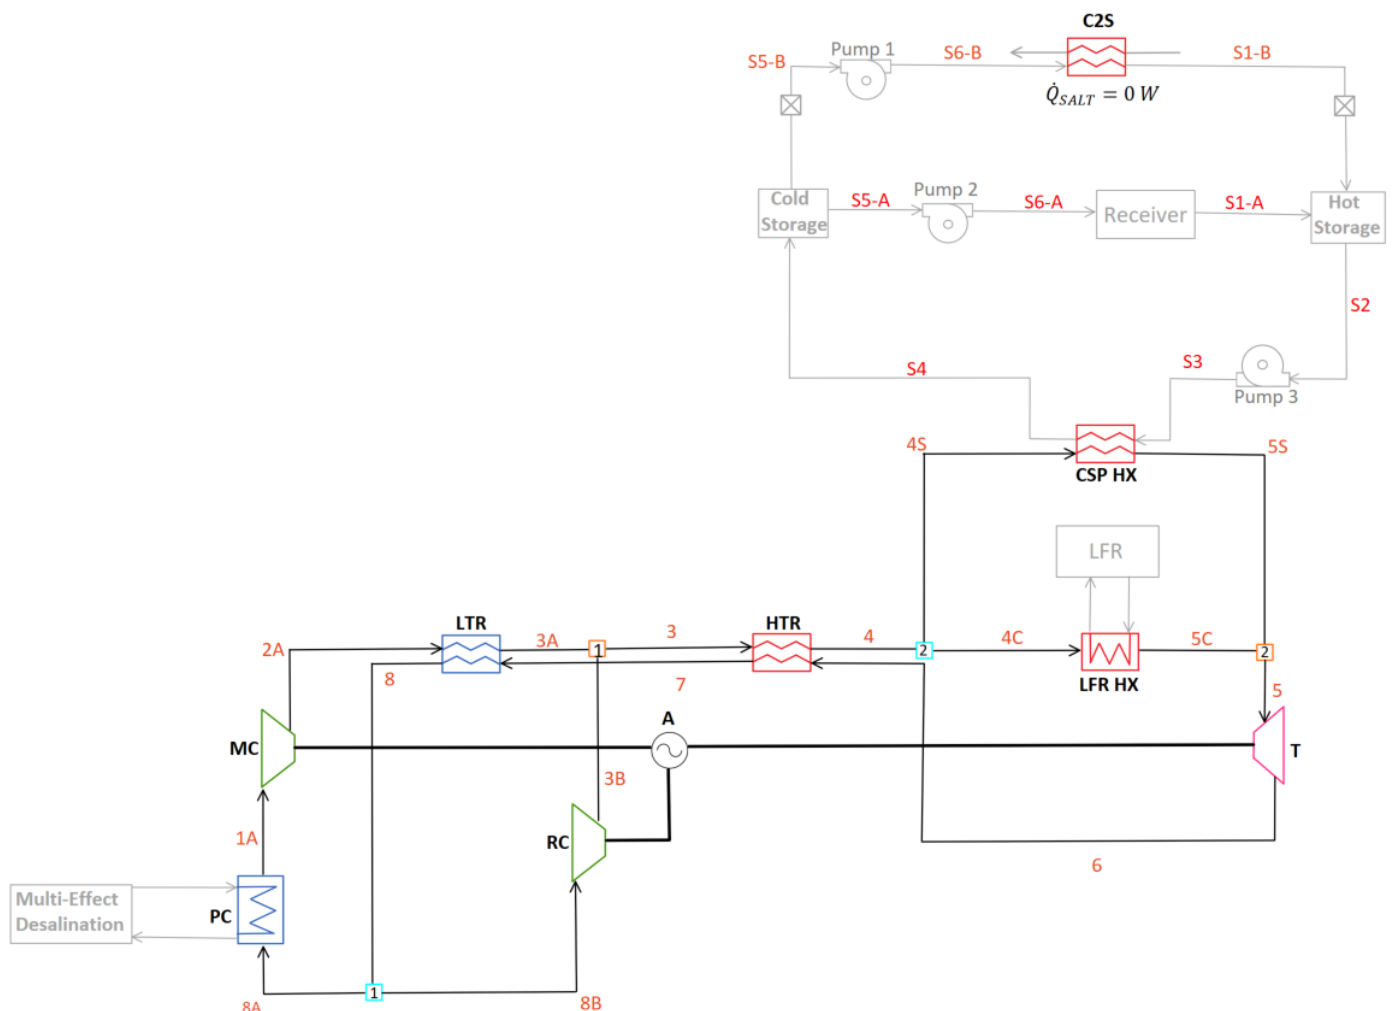 C2S
Pump 1
S5-B
S6-B
S1-B
Q̇SALT = 0 W
Cold
Storage
S5-A
Pump 2
S6-A
Receiver
S1-A
Hot
Storage
S2
S4
S3
Pump 3
4S
5S
CSP HX
LFR
LTR
HTR
2A
3A
1
3
4
2
4C
5C
2
8
7
LFR HX
5
A
MC
T
3B
RC
1A
6
Multi-Effect
Desalination
PC
8A
1
8B